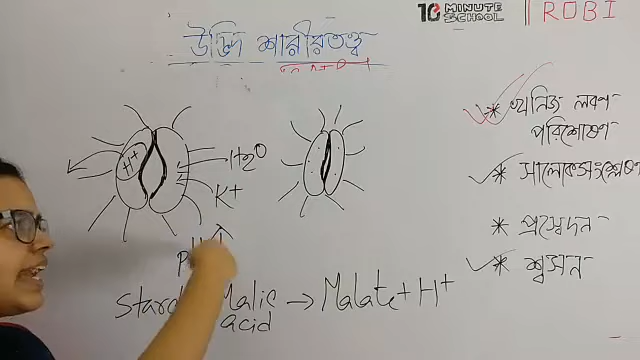 10 MINUTE SCHOOL
ROBI
উদ্ভিদ শারীরতত্ত্ব
* খনিজ লবণ
পরিশোষণ
* সালোকসংশ্লেষণ
* প্রস্বেদন
* শ্বসন
H+
H2O
K+
Malic → Malate + H+
acid